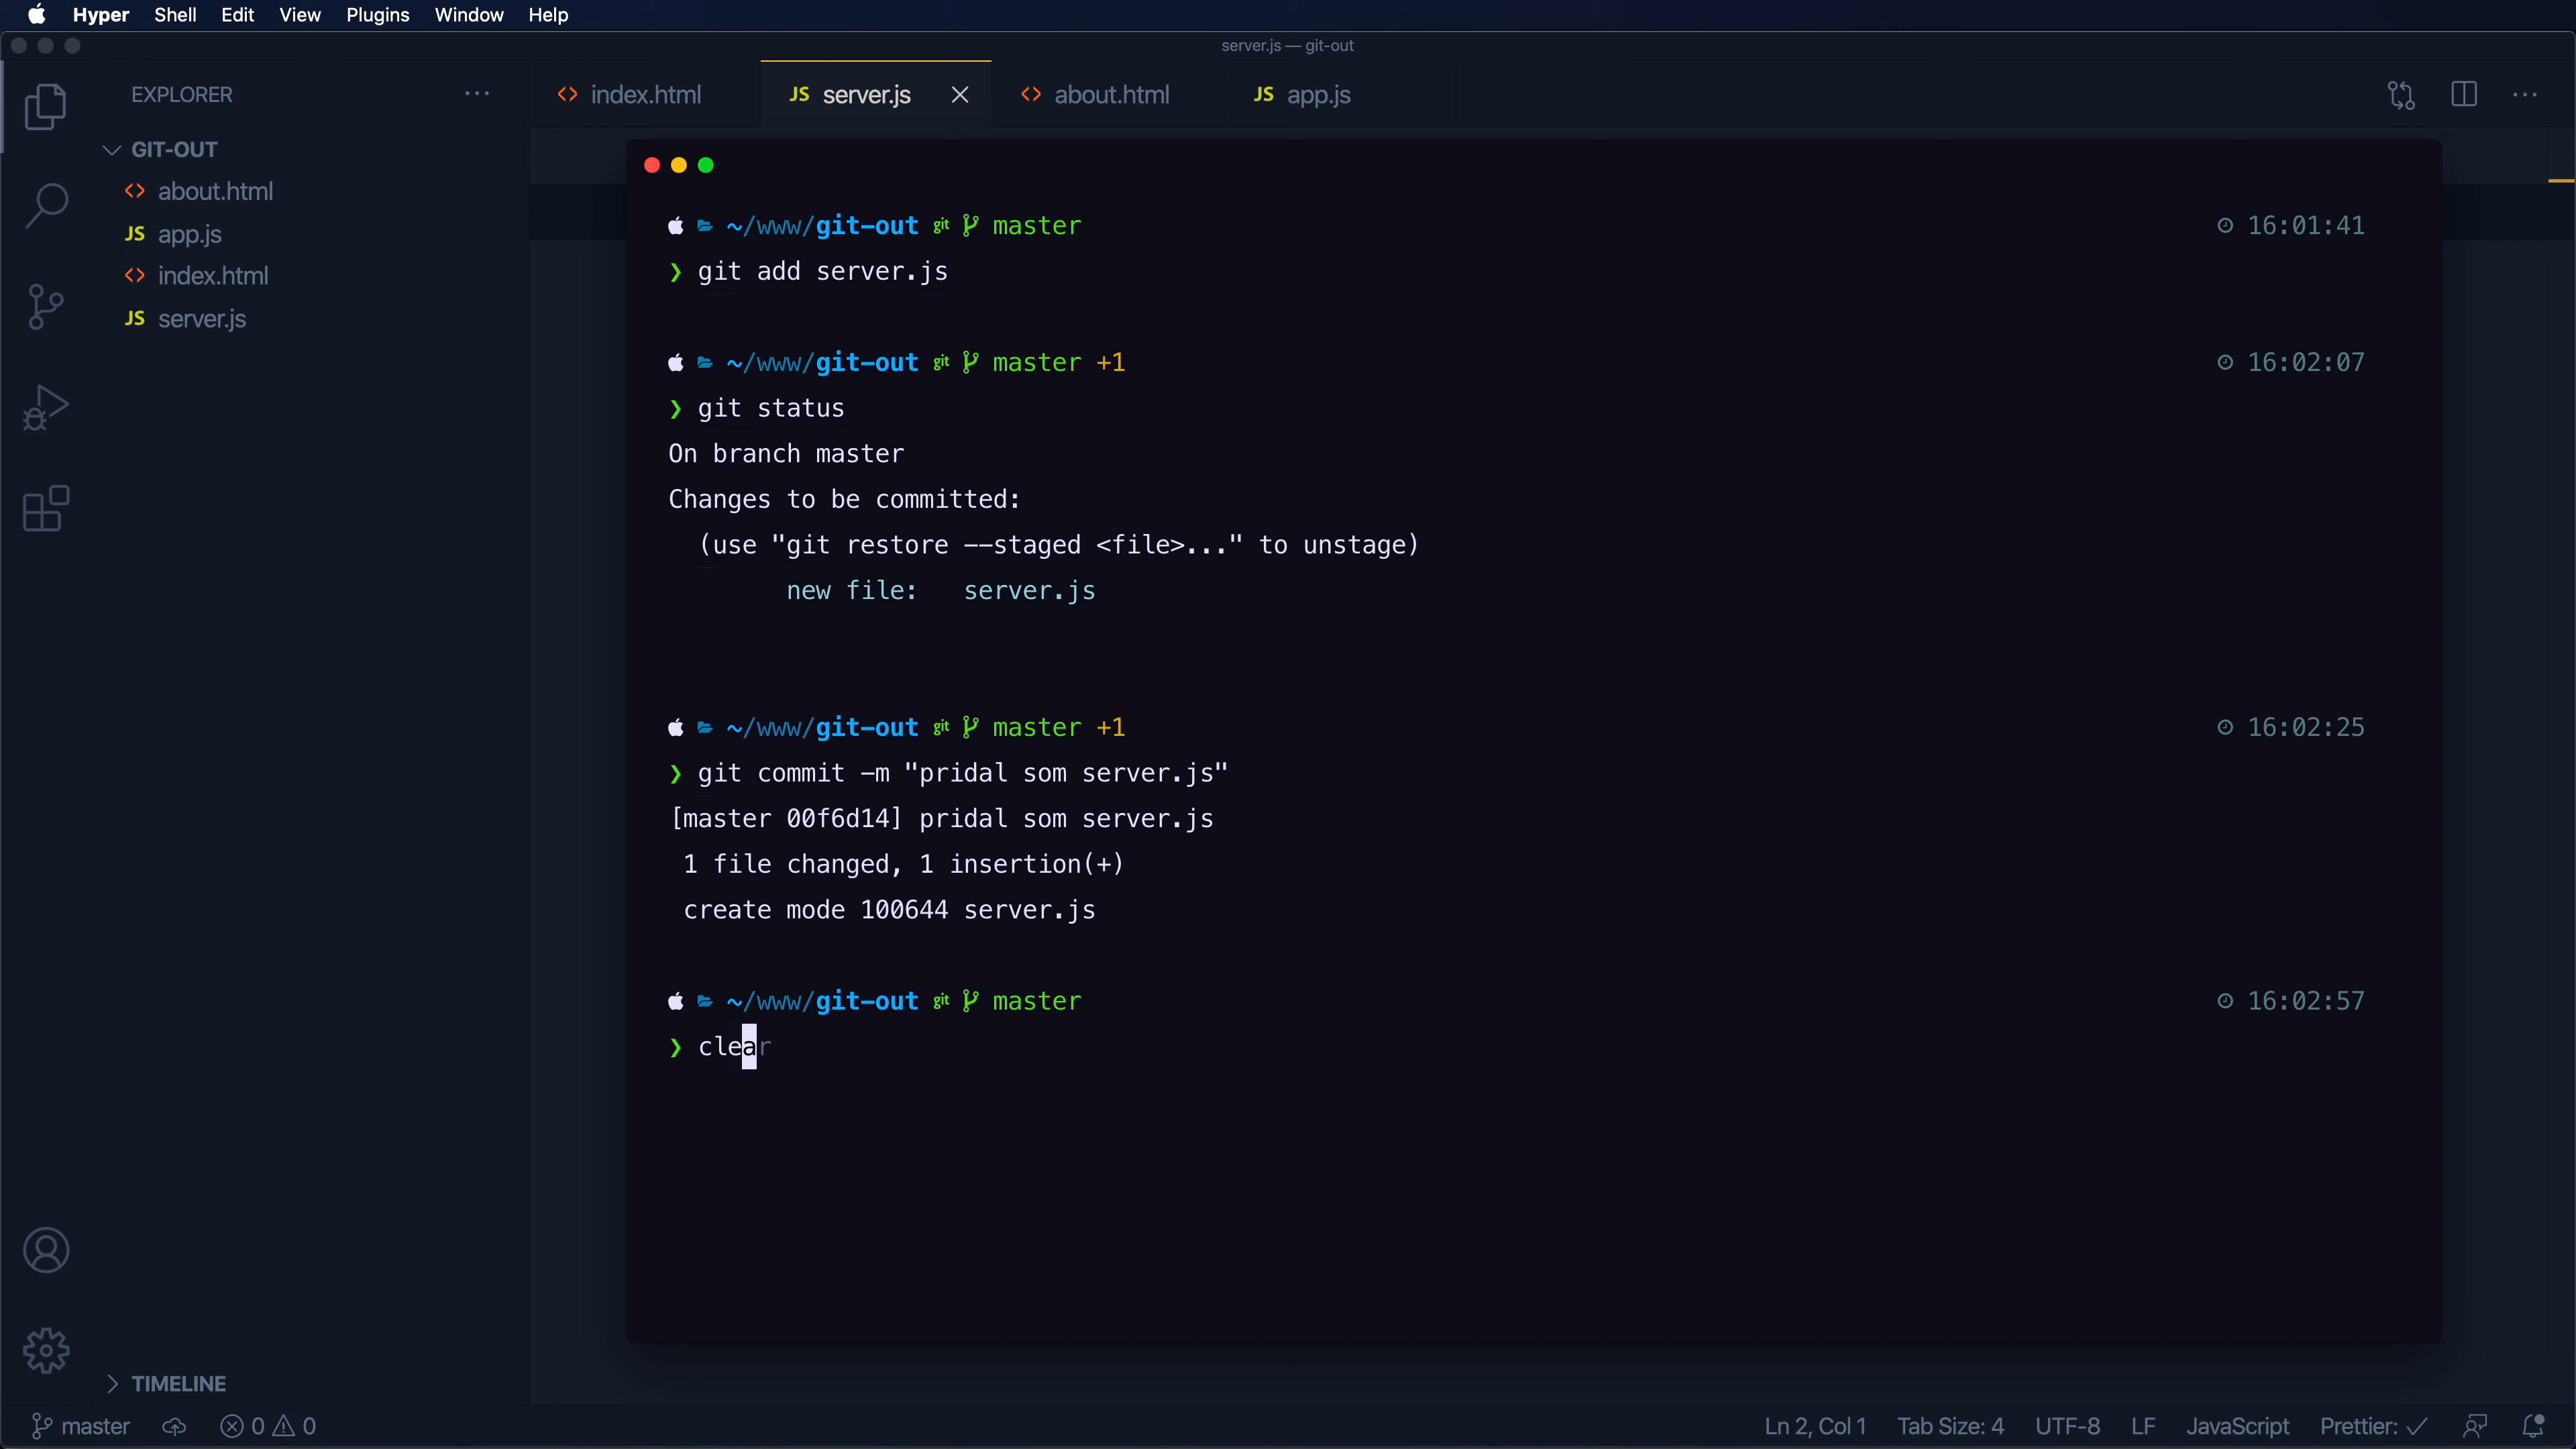 Hyper Shell Edit View Plugins Window Help
server.js — git-out
EXPLORER
index.html
JS server.js
about.html
JS app.js
GIT-OUT
about.html
JS app.js
index.html
JS server.js
~/www/git-out git master 16:01:41
❯ git add server.js
~/www/git-out git master +1 16:02:07
❯ git status
On branch master
Changes to be committed:
(use "git restore --staged <file>..." to unstage)
new file: server.js
~/www/git-out git master +1 16:02:25
❯ git commit -m "pridal som server.js"
[master 00f6d14] pridal som server.js
1 file changed, 1 insertion(+)
create mode 100644 server.js
~/www/git-out git master 16:02:57
❯ clear
TIMELINE
master 0 0 Ln 2, Col 1 Tab Size: 4 UTF-8 LF JavaScript Prettier: ✓